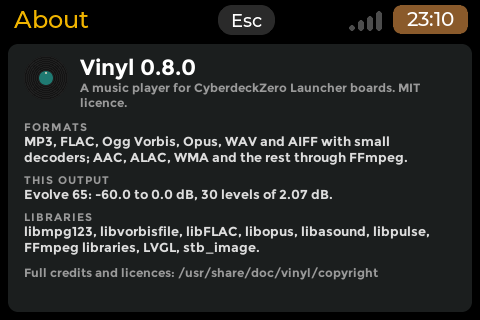 About
Esc
23:10
Vinyl 0.8.0
A music player for CyberdeckZero Launcher boards. MIT
licence.
FORMATS
MP3, FLAC, Ogg Vorbis, Opus, WAV and AIFF with small
decoders; AAC, ALAC, WMA and the rest through FFmpeg.
THIS OUTPUT
Evolve 65: -60.0 to 0.0 dB, 30 levels of 2.07 dB.
LIBRARIES
libmpg123, libvorbisfile, libFLAC, libopus, libasound, libpulse,
FFmpeg libraries, LVGL, stb_image.
Full credits and licences: /usr/share/doc/vinyl/copyright